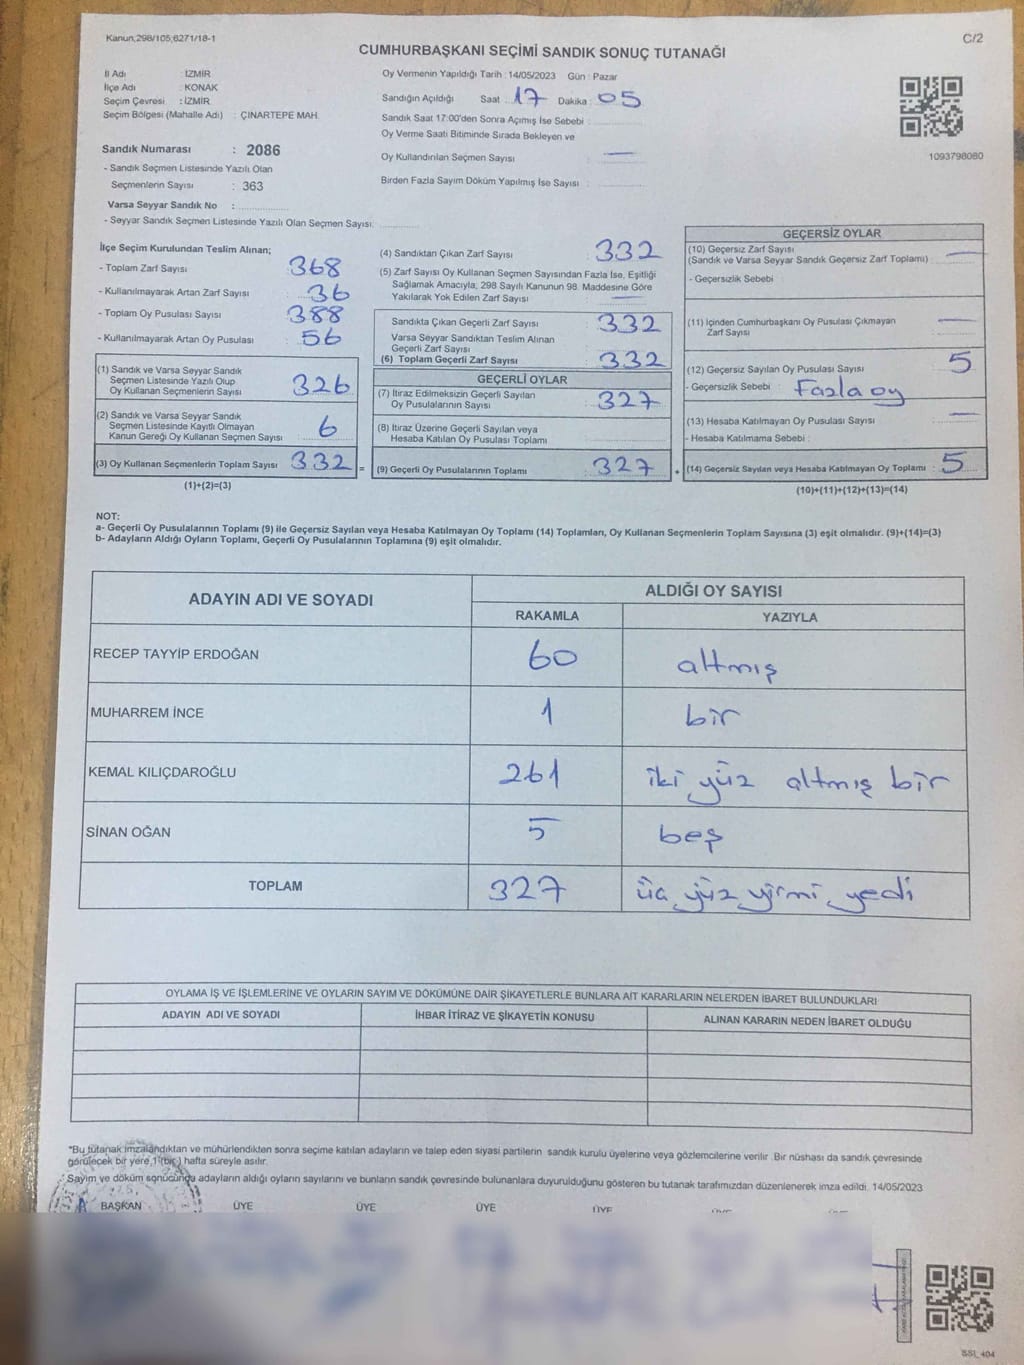 Kanun;298/105;6271/18-1
C/2
CUMHURBAŞKANI SEÇİMİ SANDIK SONUÇ TUTANAĞI
İl Adı : İZMİR
İlçe Adı : KONAK
Seçim Çevresi : İZMİR
Seçim Bölgesi (Mahalle Adı) : ÇINARTEPE MAH.
Sandık Numarası : 2086
- Sandık Seçmen Listesinde Yazılı Olan
Seçmenlerin Sayısı : 363
Varsa Seyyar Sandık No :
- Seyyar Sandık Seçmen Listesinde Yazılı Olan Seçmen Sayısı:
Oy Vermenin Yapıldığı Tarih : 14/05/2023 Gün : Pazar
Sandığın Açıldığı Saat : 17 Dakika : 05
Sandık Saat 17:00'den Sonra Açımış İse Sebebi :
Oy Verme Saati Bitiminde Sırada Bekleyen ve
Oy Kullandırılan Seçmen Sayısı : —
Birden Fazla Sayım Döküm Yapılmış İse Sayısı :
1093798080
İlçe Seçim Kurulundan Teslim Alınan;
- Toplam Zarf Sayısı : 368
- Kullanılmayarak Artan Zarf Sayısı : 36
- Toplam Oy Pusulası Sayısı : 388
- Kullanılmayarak Artan Oy Pusulası : 56
(1) Sandık ve Varsa Seyyar Sandık
Seçmen Listesinde Yazılı Olup
Oy Kullanan Seçmenlerin Sayısı : 326
(2) Sandık ve Varsa Seyyar Sandık
Seçmen Listesinde Kayıtlı Olmayan
Kanun Gereği Oy Kullanan Seçmen Sayısı : 6
(3) Oy Kullanan Seçmenlerin Toplam Sayısı : 332 =
(1)+(2)=(3)
(4) Sandıktan Çıkan Zarf Sayısı : 332
(5) Zarf Sayısı Oy Kullanan Seçmen Sayısından Fazla İse, Eşitliği
Sağlamak Amacıyla, 298 Sayılı Kanunun 98. Maddesine Göre
Yakılarak Yok Edilen Zarf Sayısı : —
Sandıkta Çıkan Geçerli Zarf Sayısı : 332
Varsa Seyyar Sandıktan Teslim Alınan
Geçerli Zarf Sayısı :
(6) Toplam Geçerli Zarf Sayısı : 332
GEÇERLİ OYLAR
(7) İtiraz Edilmeksizin Geçerli Sayılan
Oy Pusulalarının Sayısı : 327
(8) İtiraz Üzerine Geçerli Sayılan veya
Hesaba Katılan Oy Pusulası Toplamı :
(9) Geçerli Oy Pusulalarının Toplamı : 327 +
GEÇERSİZ OYLAR
(10) Geçersiz Zarf Sayısı
(Sandık ve Varsa Seyyar Sandık Geçersiz Zarf Toplamı) : —
- Geçersizlik Sebebi :
(11) İçinden Cumhurbaşkanı Oy Pusulası Çıkmayan
Zarf Sayısı : —
(12) Geçersiz Sayılan Oy Pusulası Sayısı : 5
- Geçersizlik Sebebi : Fazla oy
(13) Hesaba Katılmayan Oy Pusulası Sayısı : —
- Hesaba Katılmama Sebebi :
(14) Geçersiz Sayılan veya Hesaba Katılmayan Oy Toplamı : 5
(10)+(11)+(12)+(13)=(14)
NOT:
a- Geçerli Oy Pusulalarının Toplamı (9) ile Geçersiz Sayılan veya Hesaba Katılmayan Oy Toplamı (14) Toplamları, Oy Kullanan Seçmenlerin Toplam Sayısına (3) eşit olmalıdır. (9)+(14)=(3)
b- Adayların Aldığı Oyların Toplamı, Geçerli Oy Pusulalarının Toplamına (9) eşit olmalıdır.
ADAYIN ADI VE SOYADI
ALDIĞI OY SAYISI
RAKAMLA YAZIYLA
RECEP TAYYİP ERDOĞAN 60 altmış
MUHARREM İNCE 1 bir
KEMAL KILIÇDAROĞLU 261 iki yüz altmış bir
SİNAN OĞAN 5 beş
TOPLAM 327 üç yüz yirmi yedi
OYLAMA İŞ VE İŞLEMLERİNE VE OYLARIN SAYIM VE DÖKÜMÜNE DAİR ŞİKAYETLERLE BUNLARA AİT KARARLARIN NELERDEN İBARET BULUNDUKLARI
ADAYIN ADI VE SOYADI İHBAR İTİRAZ VE ŞİKAYETİN KONUSU ALINAN KARARIN NEDEN İBARET OLDUĞU
*Bu tutanak imzalandıktan ve mühürlendikten sonra seçime katılan adayların ve talep eden siyasi partilerin sandık kurulu üyelerine veya gözlemcilerine verilir. Bir nüshası da sandık çevresinde
görülecek bir yere 1 (bir) hafta süreyle asılır.
Sayım ve döküm sonucunda adayların aldığı oyların sayılarını ve bunların sandık çevresinde bulunanlara duyurulduğunu gösteren bu tutanak tarafımızdan düzenlenerek imza edildi. 14/05/2023
BAŞKAN ÜYE ÜYE ÜYE ÜYE
SSI_404